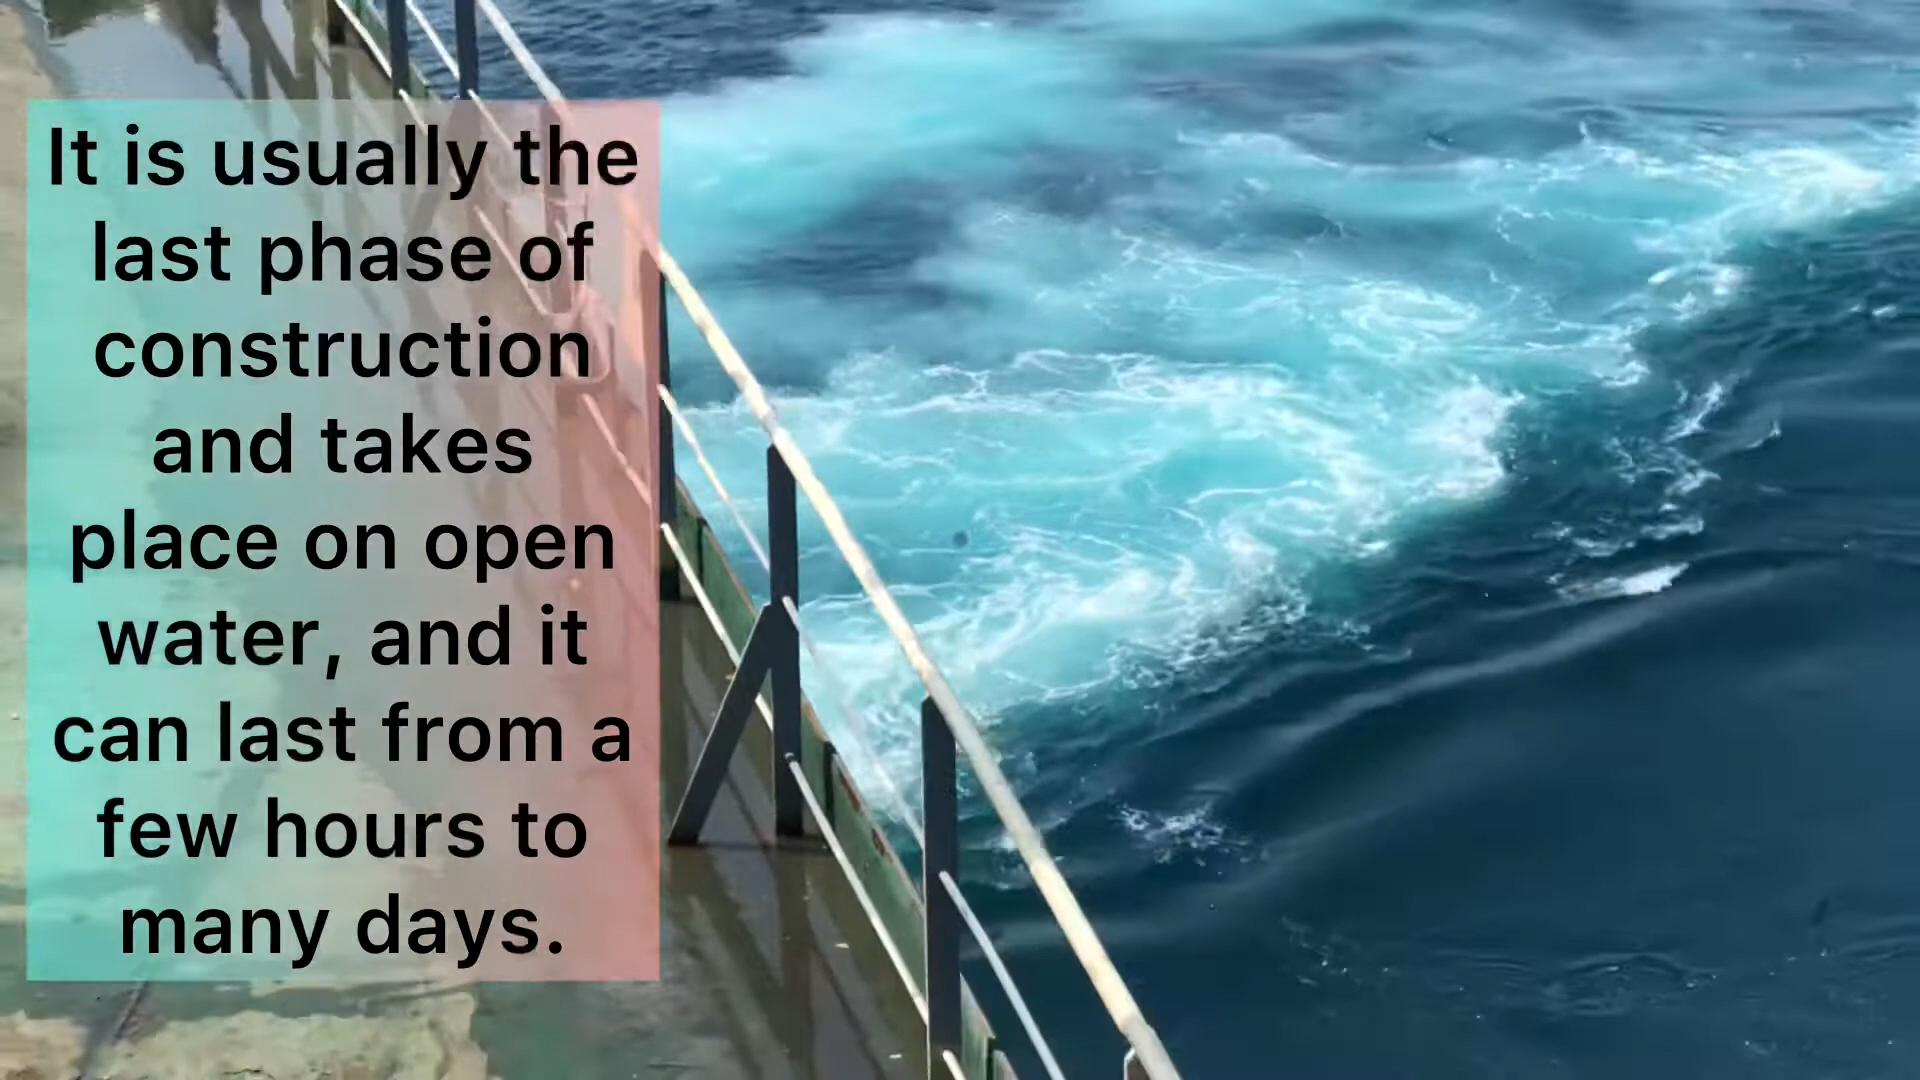 It is usually the
last phase of
construction
and takes
place on open
water, and it
can last from a
few hours to
many days.